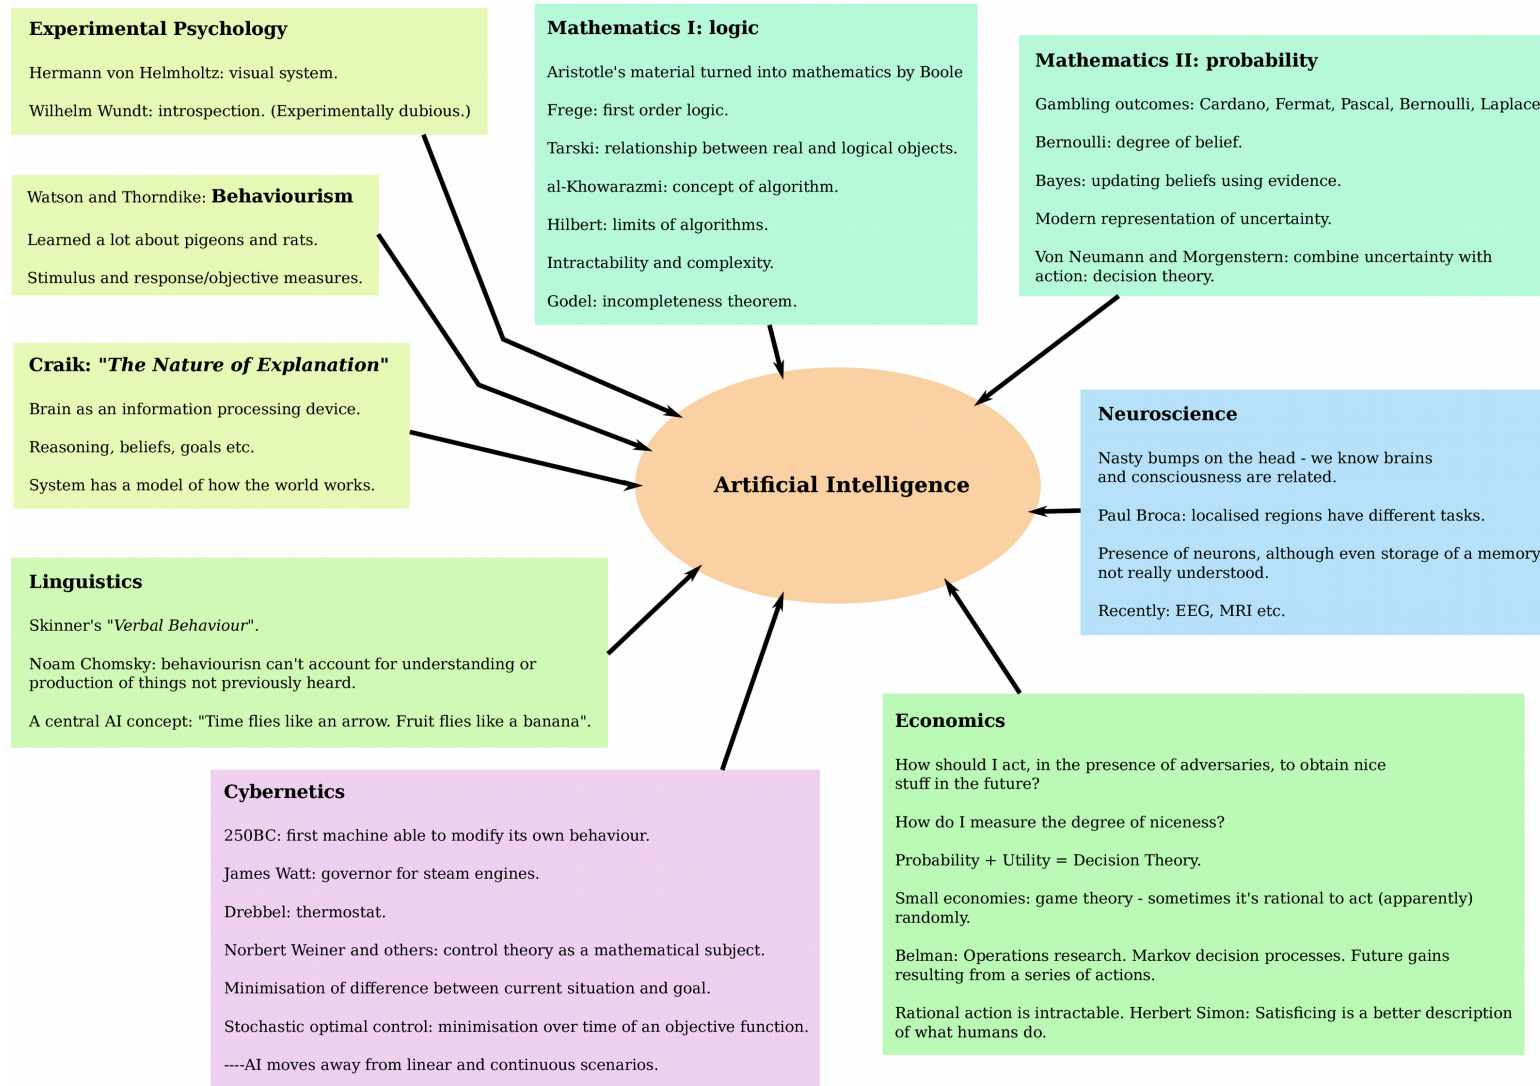 Experimental Psychology
Hermann von Helmholtz: visual system.
Wilhelm Wundt: introspection. (Experimentally dubious.)
Watson and Thorndike: Behaviourism
Learned a lot about pigeons and rats.
Stimulus and response/objective measures.
Craik: "The Nature of Explanation"
Brain as an information processing device.
Reasoning, beliefs, goals etc.
System has a model of how the world works.
Linguistics
Skinner's "Verbal Behaviour".
Noam Chomsky: behaviourisn can't account for understanding or
production of things not previously heard.
A central AI concept: "Time flies like an arrow. Fruit flies like a banana".
Cybernetics
250BC: first machine able to modify its own behaviour.
James Watt: governor for steam engines.
Drebbel: thermostat.
Norbert Weiner and others: control theory as a mathematical subject.
Minimisation of difference between current situation and goal.
Stochastic optimal control: minimisation over time of an objective function.
----AI moves away from linear and continuous scenarios.
Mathematics I: logic
Aristotle's material turned into mathematics by Boole
Frege: first order logic.
Tarski: relationship between real and logical objects.
al-Khowarazmi: concept of algorithm.
Hilbert: limits of algorithms.
Intractability and complexity.
Godel: incompleteness theorem.
Artificial Intelligence
Mathematics II: probability
Gambling outcomes: Cardano, Fermat, Pascal, Bernoulli, Laplace
Bernoulli: degree of belief.
Bayes: updating beliefs using evidence.
Modern representation of uncertainty.
Von Neumann and Morgenstern: combine uncertainty with
action: decision theory.
Neuroscience
Nasty bumps on the head - we know brains
and consciousness are related.
Paul Broca: localised regions have different tasks.
Presence of neurons, although even storage of a memory
not really understood.
Recently: EEG, MRI etc.
Economics
How should I act, in the presence of adversaries, to obtain nice
stuff in the future?
How do I measure the degree of niceness?
Probability + Utility = Decision Theory.
Small economies: game theory - sometimes it's rational to act (apparently)
randomly.
Belman: Operations research. Markov decision processes. Future gains
resulting from a series of actions.
Rational action is intractable. Herbert Simon: Satisficing is a better description
of what humans do.